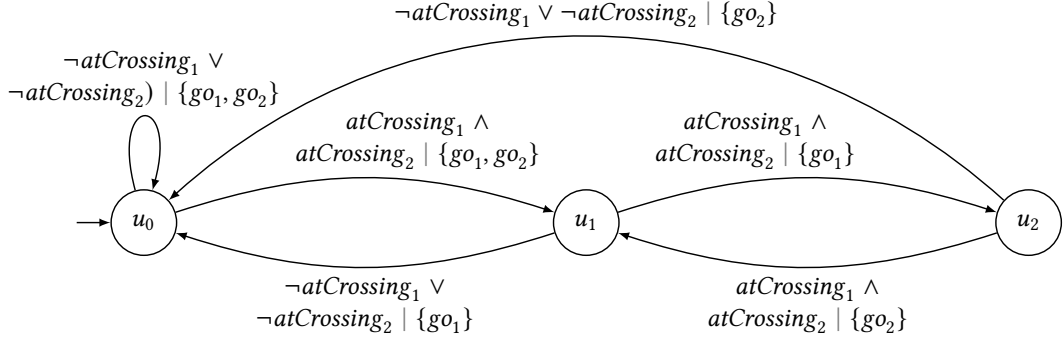 ¬atCrossing₁ ∨ ¬atCrossing₂ | {go₂}
¬atCrossing₁ ∨
¬atCrossing₂) | {go₁, go₂}
atCrossing₁ ∧
atCrossing₂ | {go₁, go₂}
atCrossing₁ ∧
atCrossing₂ | {go₁}
u₀
u₁
u₂
¬atCrossing₁ ∨
¬atCrossing₂ | {go₁}
atCrossing₁ ∧
atCrossing₂ | {go₂}